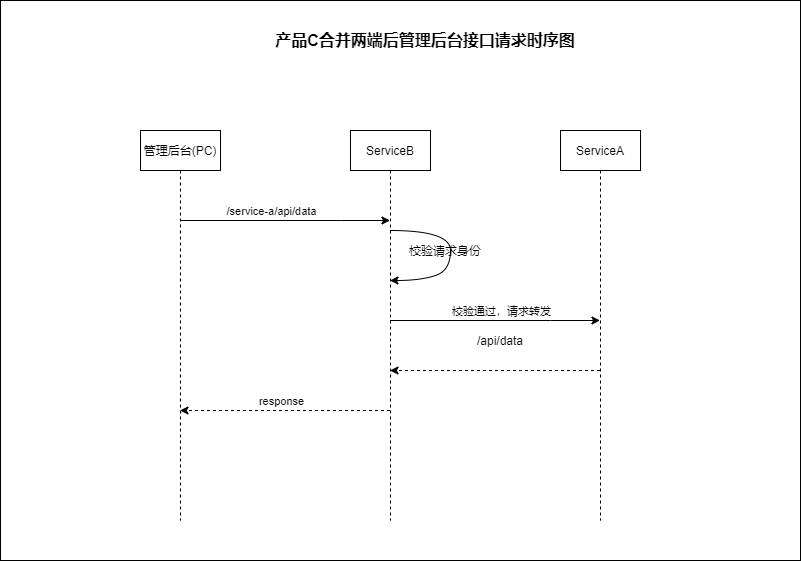 产品C合并两端后管理后台接口请求时序图
管理后台(PC)
ServiceB
ServiceA
/service-a/api/data
校验请求身份
校验通过，请求转发
/api/data
response